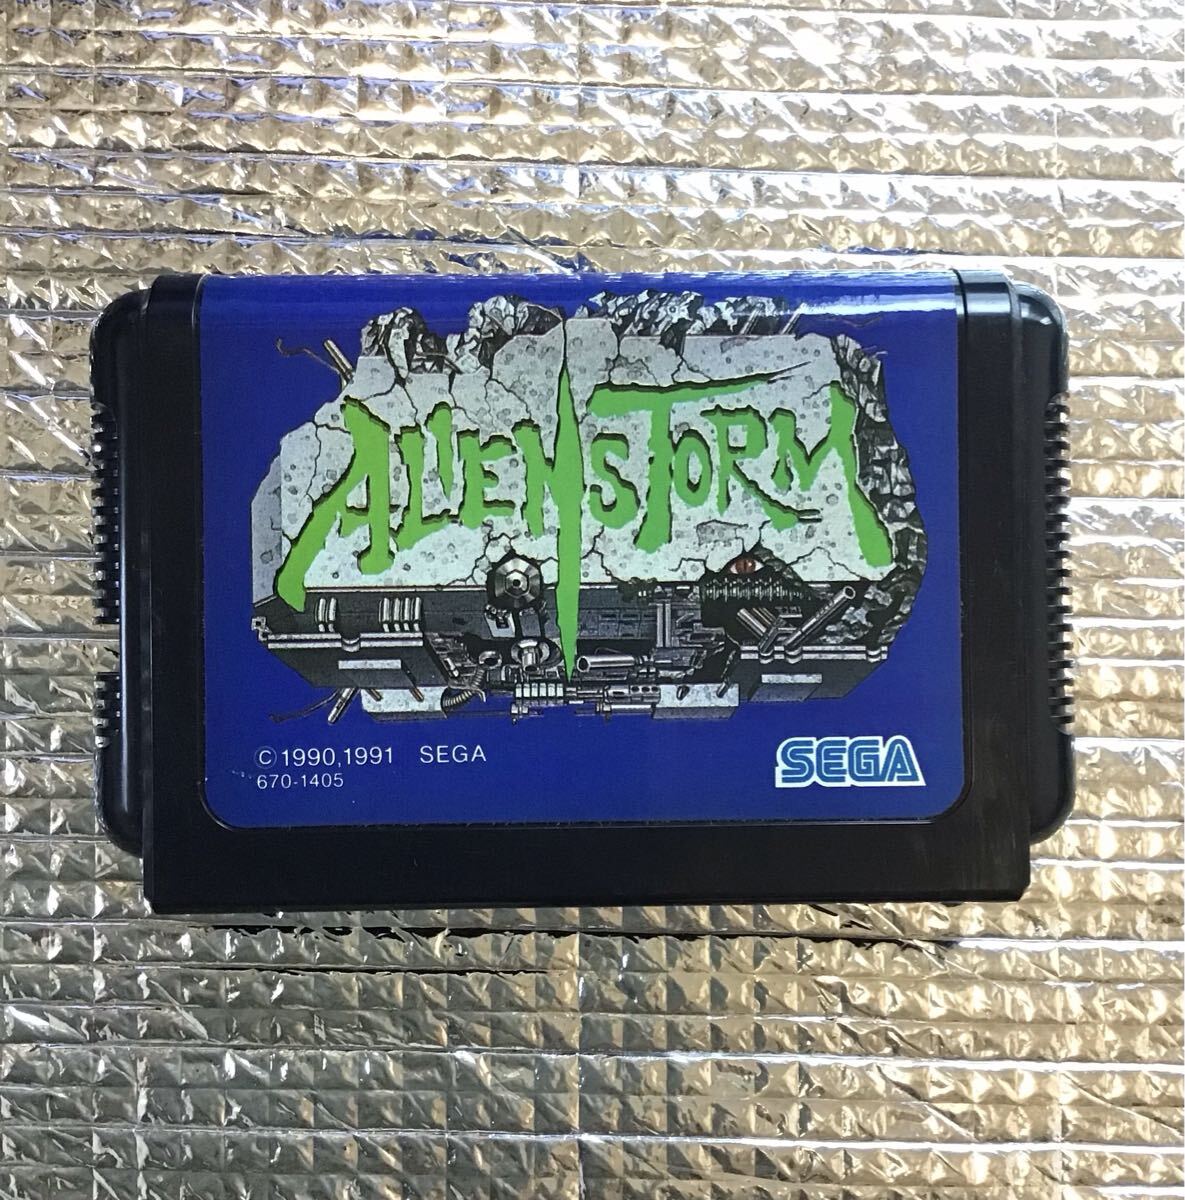 ALIEN STORM
©1990,1991 SEGA
670-1405
SEGA